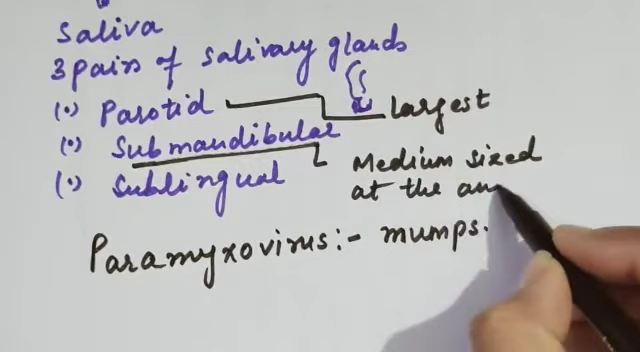 Saliva
3 pairs of salivary glands
(•) Parotid largest
(•) Submandibular
(•) Sublingual Medium sized
at the
Paramyxovirus:- mumps.